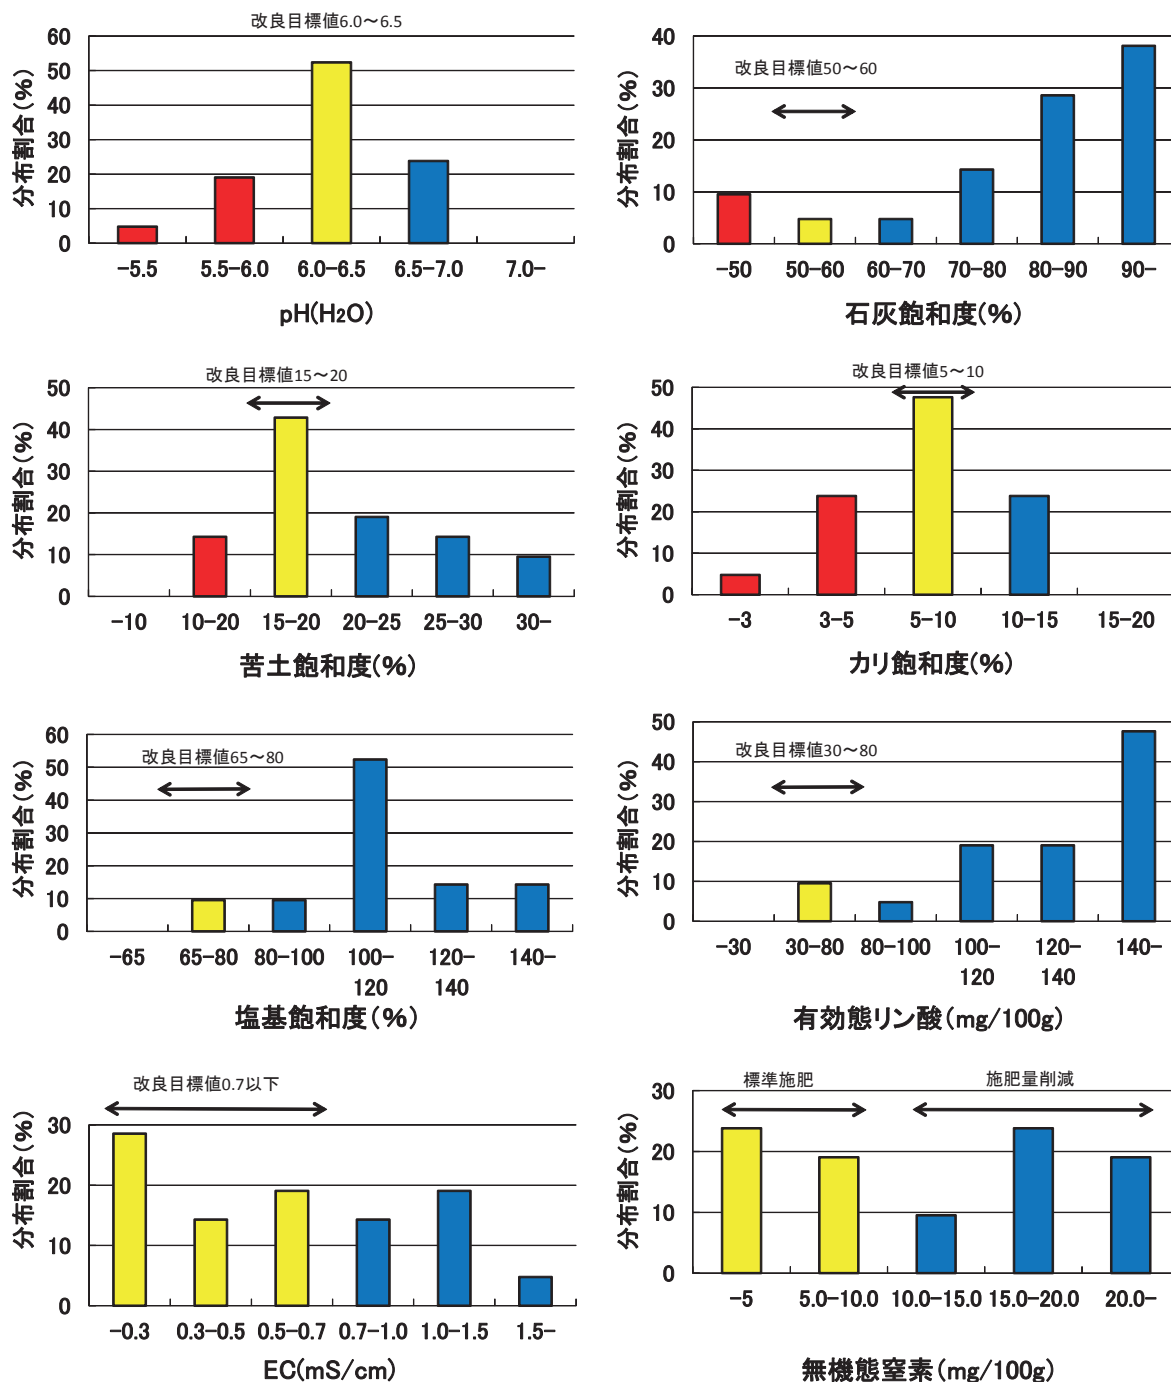 改良目標値6.0～6.5
分布割合(%)
60
50
40
30
20
10
0
-5.5 5.5-6.0 6.0-6.5 6.5-7.0 7.0-
pH(H2O)
改良目標値50～60
分布割合(%)
40
30
20
10
0
-50 50-60 60-70 70-80 80-90 90-
石灰飽和度(%)
改良目標値15～20
分布割合(%)
50
40
30
20
10
0
-10 10-20 15-20 20-25 25-30 30-
苦土飽和度(%)
改良目標値5～10
分布割合(%)
50
40
30
20
10
0
-3 3-5 5-10 10-15 15-20
カリ飽和度(%)
改良目標値65～80
分布割合(%)
60
50
40
30
20
10
0
-65 65-80 80-100 100-120 120-140 140-
塩基飽和度(%)
改良目標値30～80
分布割合(%)
50
40
30
20
10
0
-30 30-80 80-100 100-120 120-140 140-
有効態リン酸(mg/100g)
改良目標値0.7以下
分布割合(%)
30
20
10
0
-0.3 0.3-0.5 0.5-0.7 0.7-1.0 1.0-1.5 1.5-
EC(mS/cm)
標準施肥 施肥量削減
分布割合(%)
30
20
10
0
-5 5.0-10.0 10.0-15.0 15.0-20.0 20.0-
無機態窒素(mg/100g)